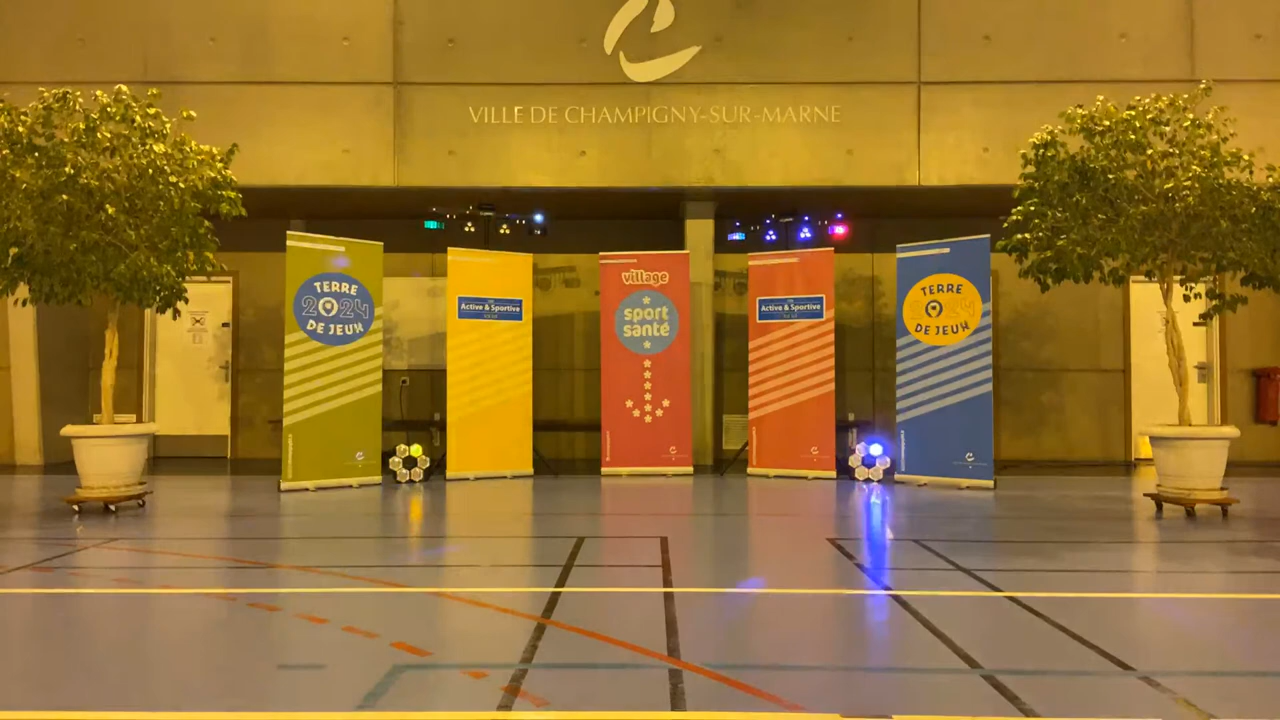 VILLE DE CHAMPIGNY-SUR-MARNE
TERRE
2024
DE JEUX
Active & Sportive
village
sport
santé
Active & Sportive
TERRE
2024
DE JEUX